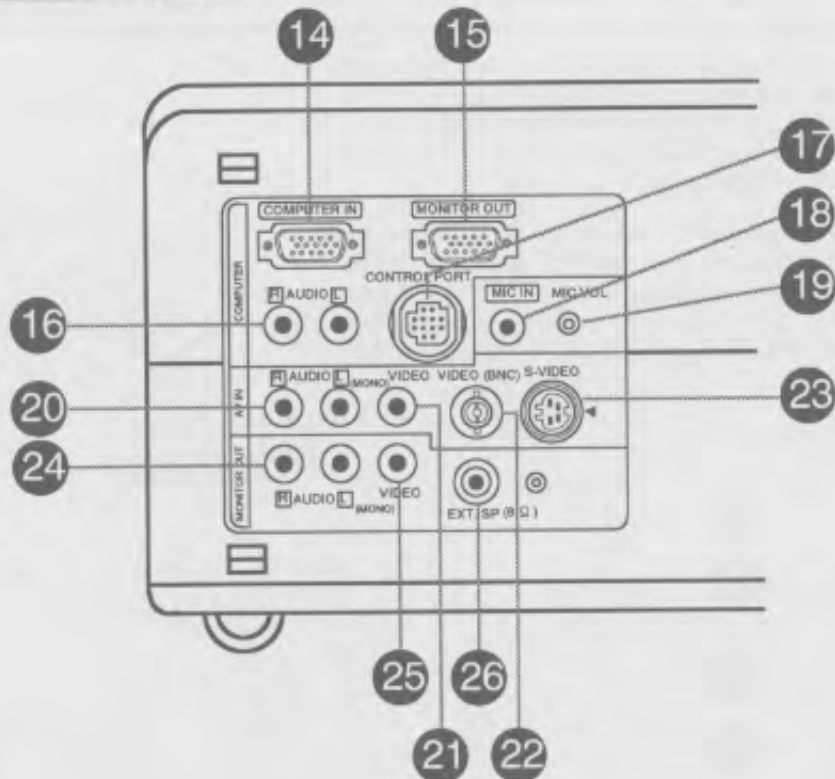 14 15
17
18
19
COMPUTER IN MONITOR OUT
CONTROL PORT
COMPUTER
R AUDIO L
MIC IN MIC VOL
16
R AUDIO L (MONO) VIDEO VIDEO (BNC) S-VIDEO
20
AV IN
23
24
MONITOR OUT
R AUDIO L (MONO) VIDEO
EXT. SP (8 Ω)
25 26
21 22